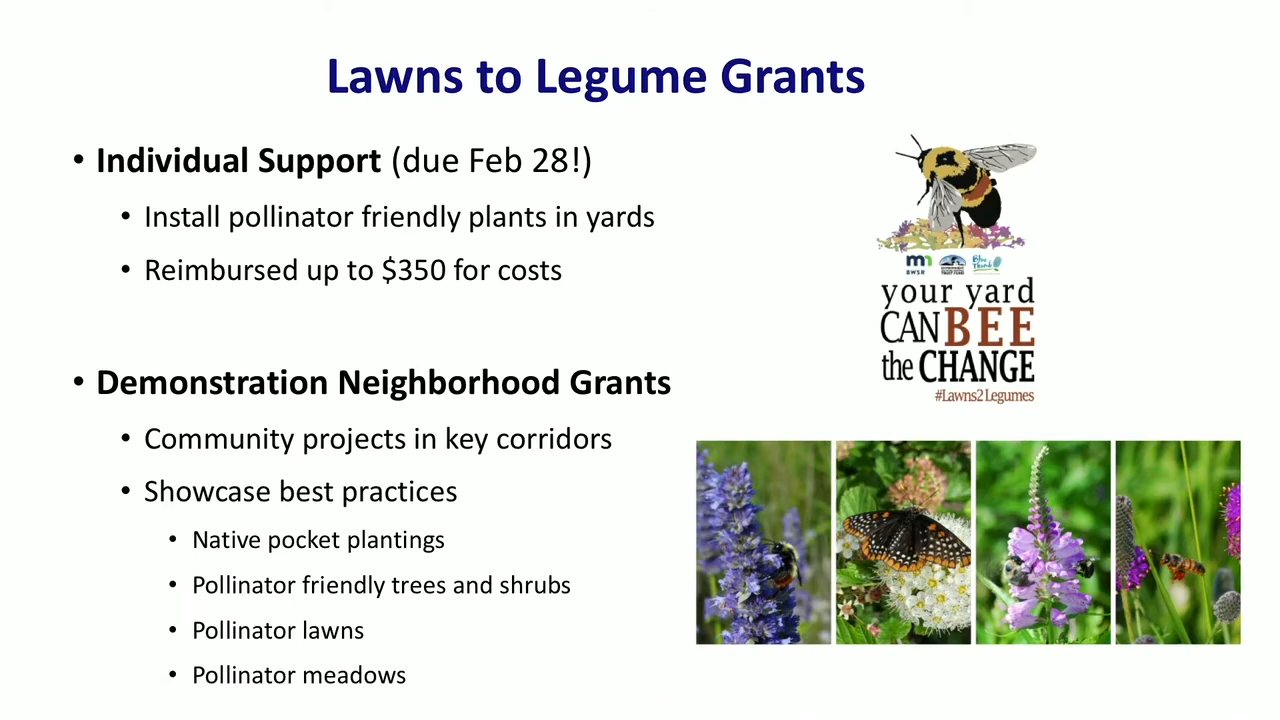 Lawns to Legume Grants
• Individual Support (due Feb 28!)
• Install pollinator friendly plants in yards
• Reimbursed up to $350 for costs
• Demonstration Neighborhood Grants
• Community projects in key corridors
• Showcase best practices
• Native pocket plantings
• Pollinator friendly trees and shrubs
• Pollinator lawns
• Pollinator meadows
BWSR
Blue Thumb
your yard
CAN BEE
the CHANGE
#Lawns2Legumes